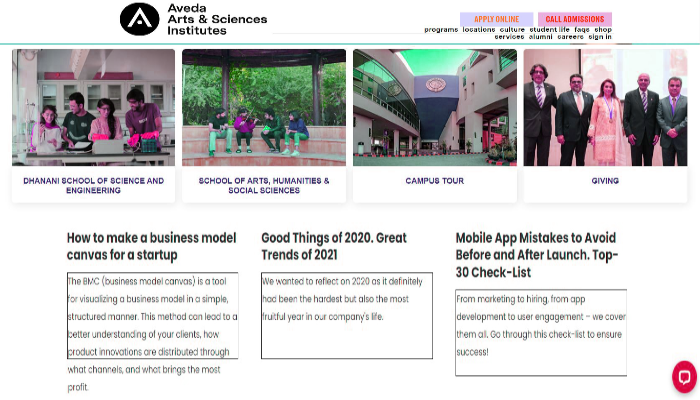 Aveda
Arts & Sciences
Institutes
APPLY ONLINE
CALL ADMISSIONS
programs locations culture student life faqs shop
services alumni careers sign in
DHANANI SCHOOL OF SCIENCE AND
ENGINEERING
SCHOOL OF ARTS, HUMANITIES &
SOCIAL SCIENCES
CAMPUS TOUR
GIVING
How to make a business model
canvas for a startup
The BMC (business model canvas) is a tool
for visualizing a business model in a simple,
structured manner. This method can lead to a
better understanding of your clients, how
product innovations are distributed through
what channels, and what brings the most
profit.
Good Things of 2020. Great
Trends of 2021
We wanted to reflect on 2020 as it definitely
had been the hardest but also the most
fruitful year in our company's life.
Mobile App Mistakes to Avoid
Before and After Launch. Top-
30 Check-List
From marketing to hiring, from app
development to user engagement – we cover
them all. Go through this check-list to ensure
success!